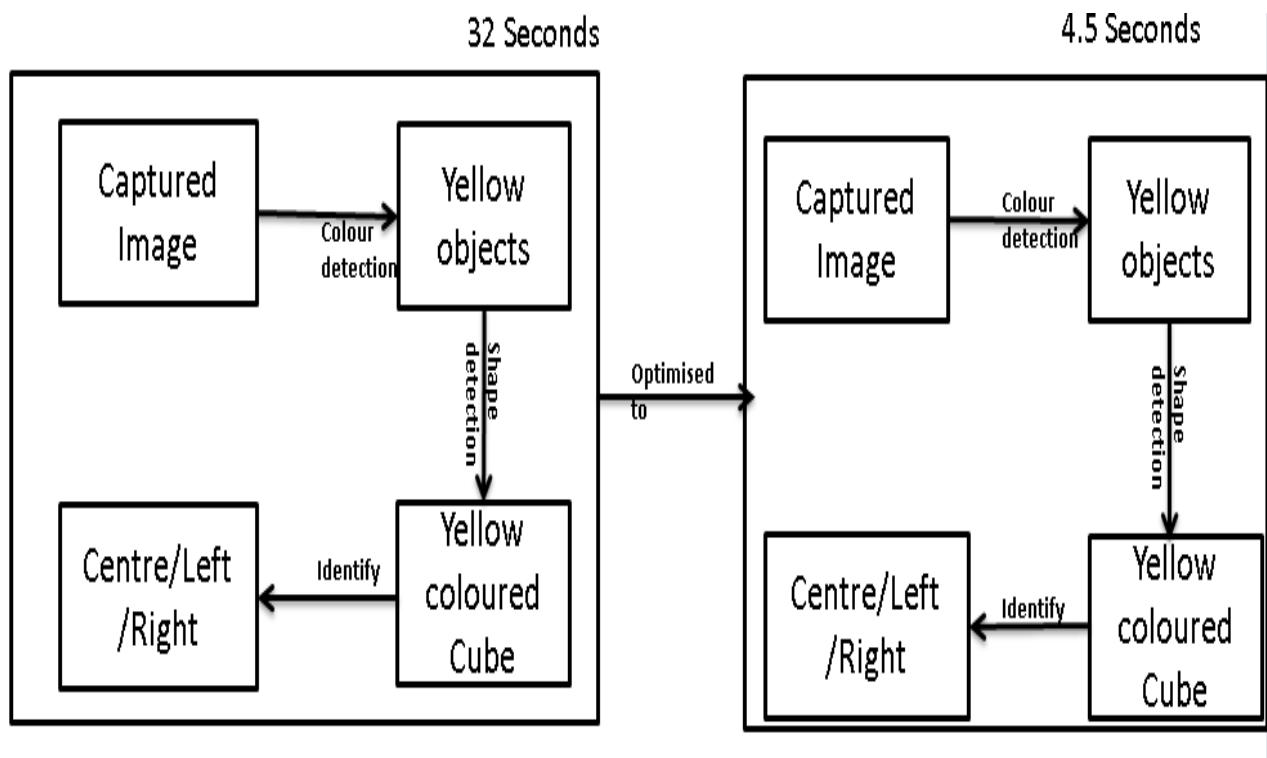 32 Seconds
Captured
Image
Colour
detection
Yellow
objects
Shape
detection
Yellow
coloured
Cube
Identify
Centre/Left
/Right
Optimised
to
4.5 Seconds
Captured
Image
Colour
detection
Yellow
objects
Shape
detection
Yellow
coloured
Cube
Identify
Centre/Left
/Right